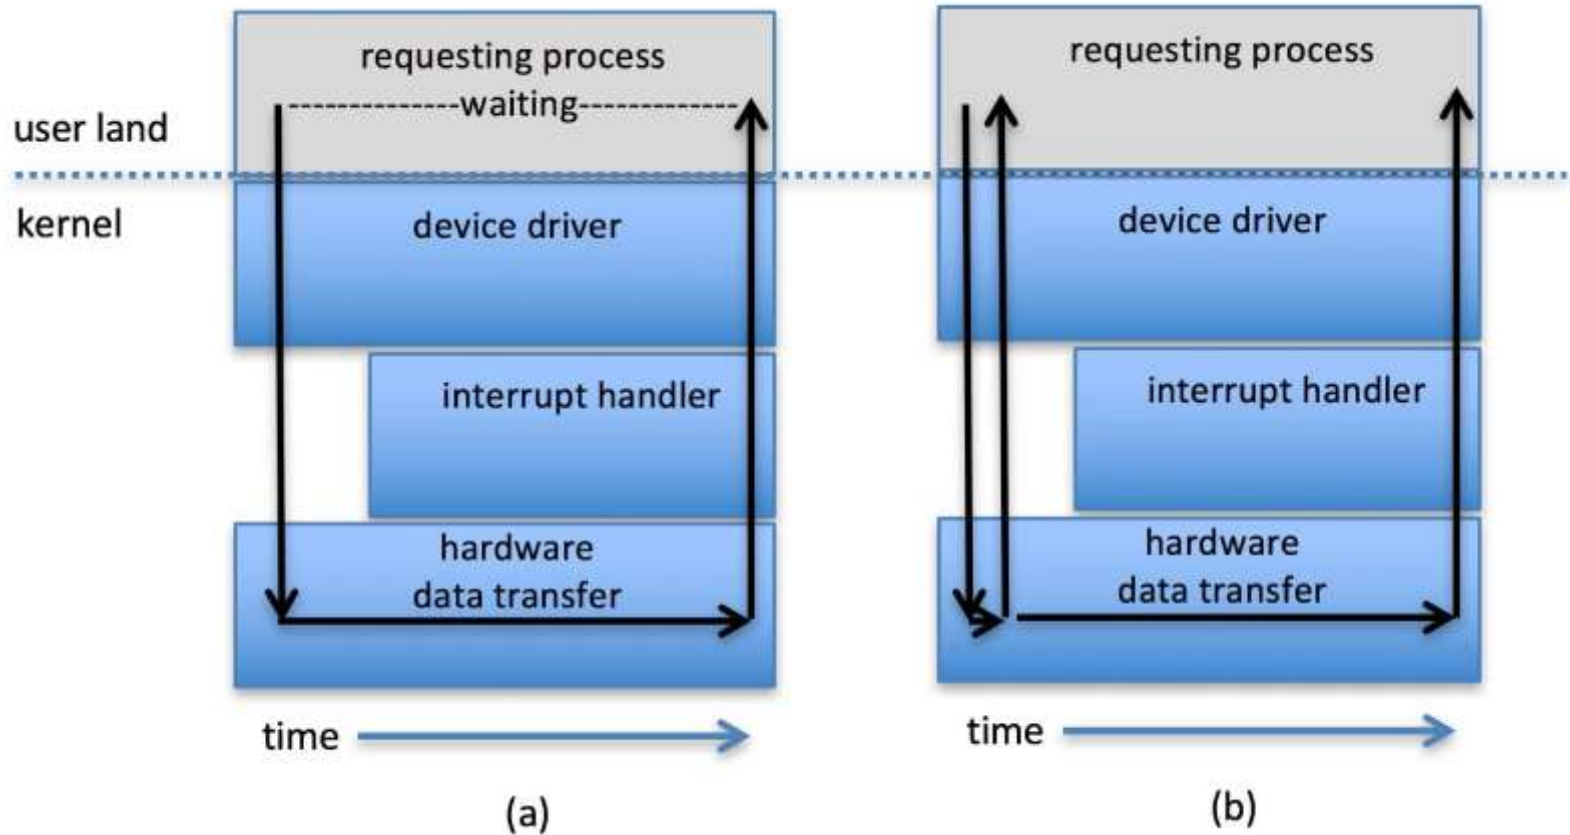 requesting process
--------------waiting-------------
user land
kernel
device driver
interrupt handler
hardware
data transfer
time
(a)
requesting process
device driver
interrupt handler
hardware
data transfer
time
(b)